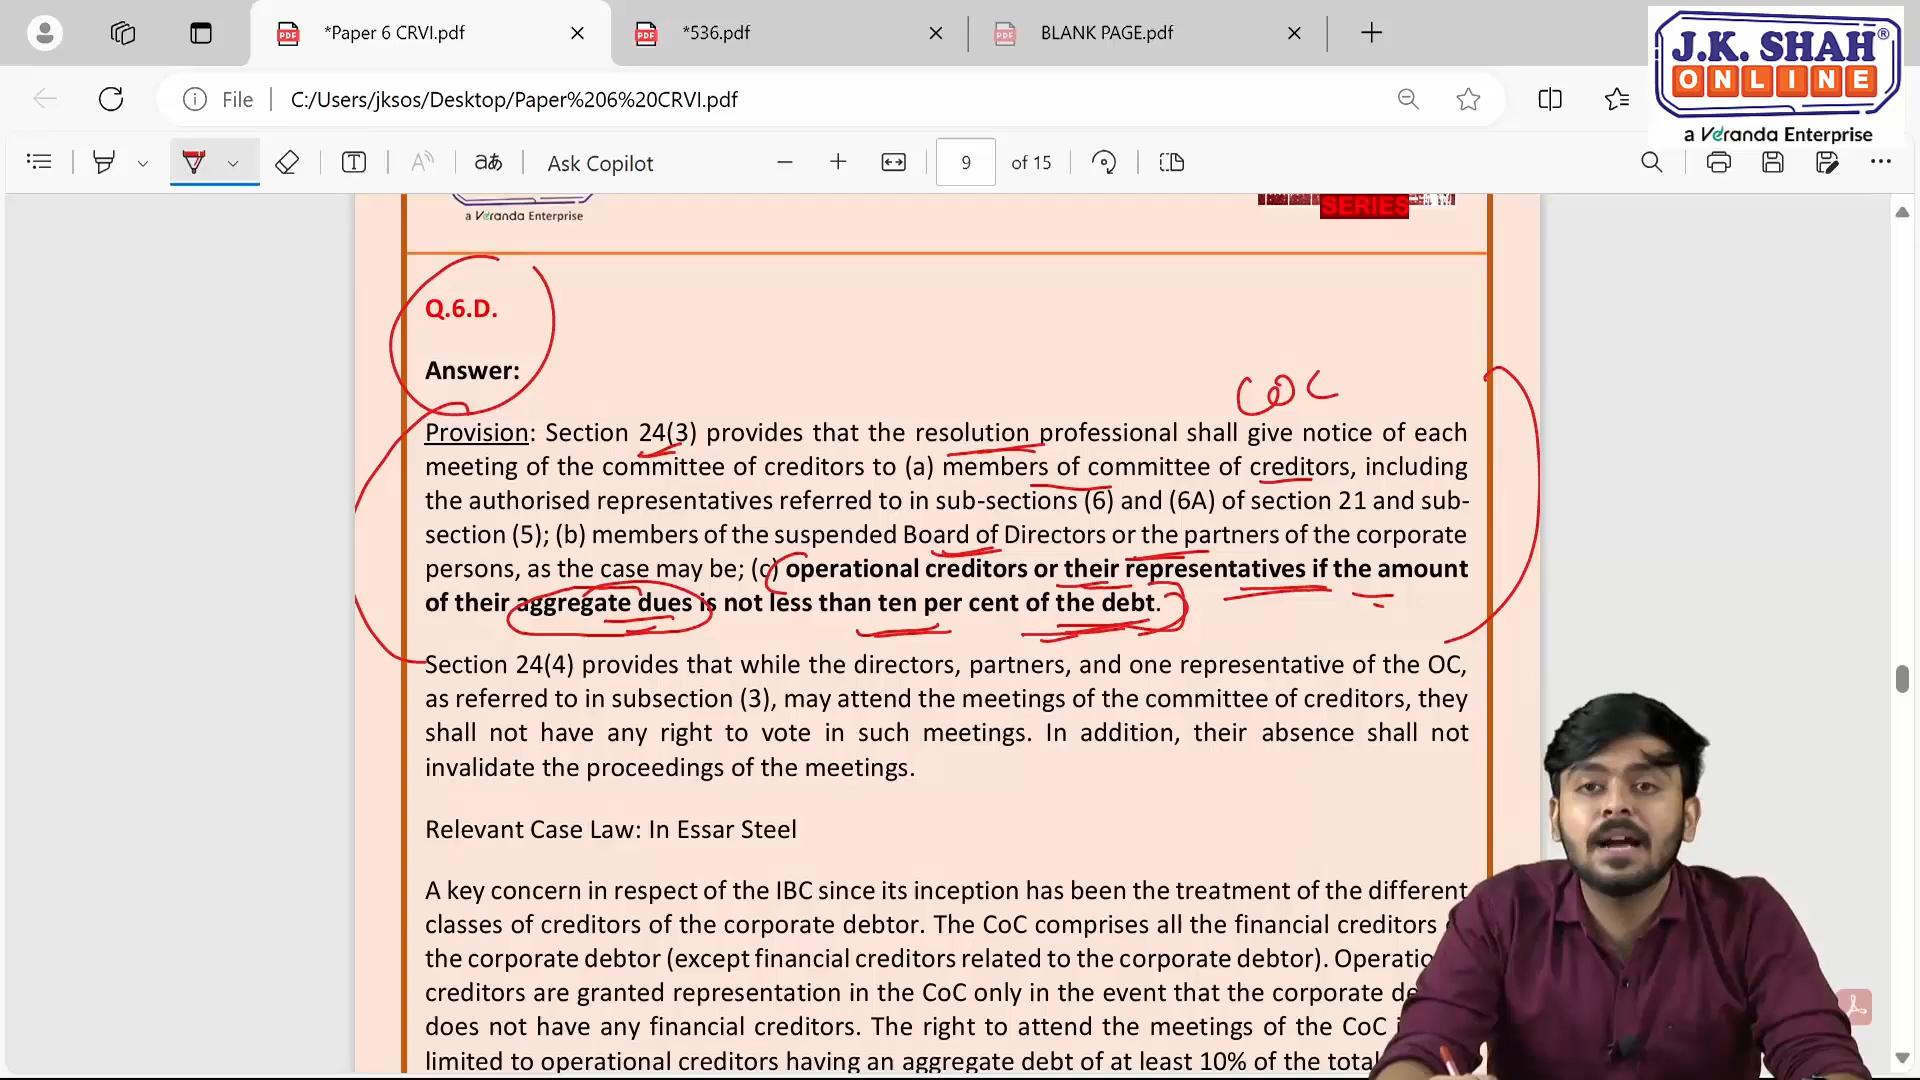 *Paper 6 CRVI.pdf
*536.pdf
BLANK PAGE.pdf
J.K. SHAH®
ONLINE
a Veranda Enterprise
File
C:/Users/jksos/Desktop/Paper%206%20CRVI.pdf
aあ
Ask Copilot
9
of 15
a Veranda Enterprise
SERIES
Q.6.D.
Answer:
COC
Provision: Section 24(3) provides that the resolution professional shall give notice of each
meeting of the committee of creditors to (a) members of committee of creditors, including
the authorised representatives referred to in sub-sections (6) and (6A) of section 21 and sub-
section (5); (b) members of the suspended Board of Directors or the partners of the corporate
persons, as the case may be; (c) operational creditors or their representatives if the amount
of their aggregate dues is not less than ten per cent of the debt.
Section 24(4) provides that while the directors, partners, and one representative of the OC,
as referred to in subsection (3), may attend the meetings of the committee of creditors, they
shall not have any right to vote in such meetings. In addition, their absence shall not
invalidate the proceedings of the meetings.
Relevant Case Law: In Essar Steel
A key concern in respect of the IBC since its inception has been the treatment of the different
classes of creditors of the corporate debtor. The CoC comprises all the financial creditors
the corporate debtor (except financial creditors related to the corporate debtor). Operatio
creditors are granted representation in the CoC only in the event that the corporate de
does not have any financial creditors. The right to attend the meetings of the CoC
limited to operational creditors having an aggregate debt of at least 10% of the total